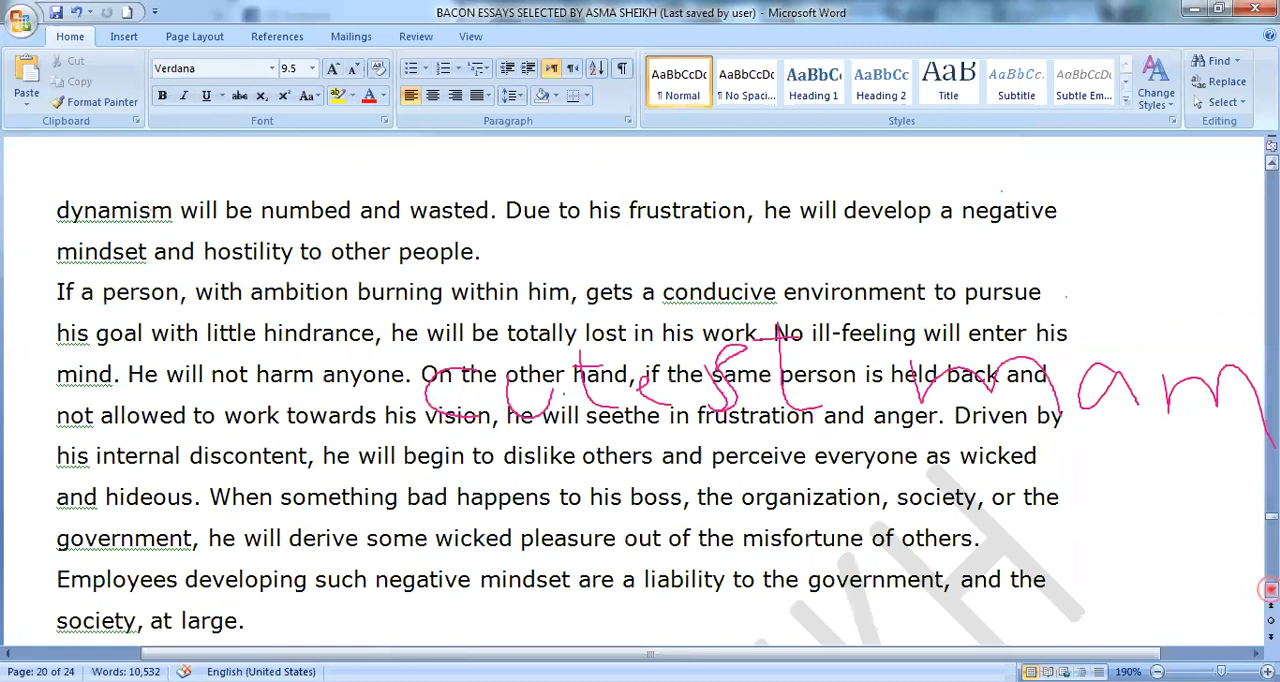 BACON ESSAYS SELECTED BY ASMA SHEIKH (Last saved by user) - Microsoft Word
Home Insert Page Layout References Mailings Review View
Paste
Cut
Copy
Format Painter
Clipboard
Verdana 9.5
Font
Paragraph
AaBbCcDc AaBbCcDc AaBbC AaBbCc AaB AaBbCc. AaBbCcDc
¶ Normal ¶ No Spaci... Heading 1 Heading 2 Title Subtitle Subtle Em...
Change Styles
Styles
Find
Replace
Select
Editing
dynamism will be numbed and wasted. Due to his frustration, he will develop a negative
mindset and hostility to other people.
If a person, with ambition burning within him, gets a conducive environment to pursue
his goal with little hindrance, he will be totally lost in his work. No ill-feeling will enter his
mind. He will not harm anyone. On the other hand, if the same person is held back and
not allowed to work towards his vision, he will seethe in frustration and anger. Driven by
his internal discontent, he will begin to dislike others and perceive everyone as wicked
and hideous. When something bad happens to his boss, the organization, society, or the
government, he will derive some wicked pleasure out of the misfortune of others.
Employees developing such negative mindset are a liability to the government, and the
society, at large.
cutest mam
IKH
Page: 20 of 24 Words: 10,532 English (United States) 190%